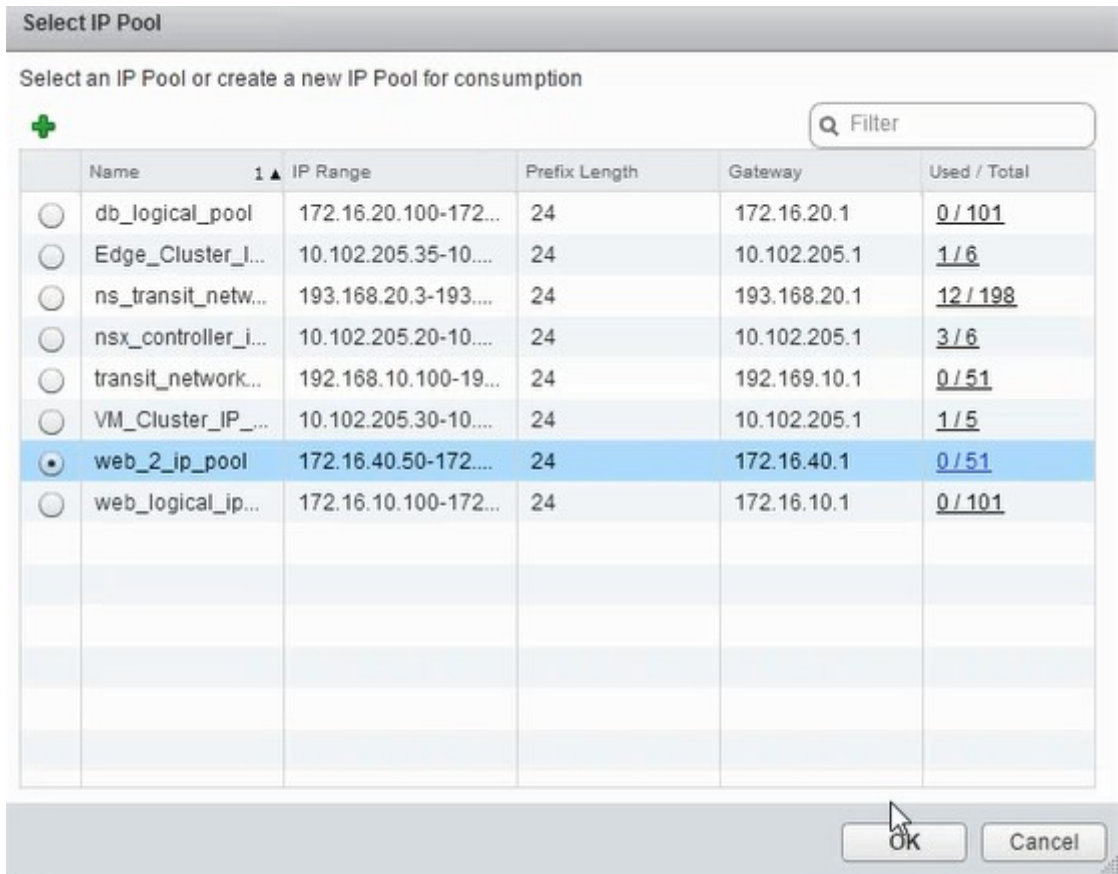 Select IP Pool
Select an IP Pool or create a new IP Pool for consumption
Filter
Name 1 ▲ IP Range Prefix Length Gateway Used / Total
db_logical_pool 172.16.20.100-172... 24 172.16.20.1 0 / 101
Edge_Cluster_I... 10.102.205.35-10.... 24 10.102.205.1 1 / 6
ns_transit_netw... 193.168.20.3-193.... 24 193.168.20.1 12 / 198
nsx_controller_i... 10.102.205.20-10.... 24 10.102.205.1 3 / 6
transit_network... 192.168.10.100-19... 24 192.169.10.1 0 / 51
VM_Cluster_IP_... 10.102.205.30-10.... 24 10.102.205.1 1 / 5
web_2_ip_pool 172.16.40.50-172.... 24 172.16.40.1 0 / 51
web_logical_ip... 172.16.10.100-172... 24 172.16.10.1 0 / 101
OK Cancel